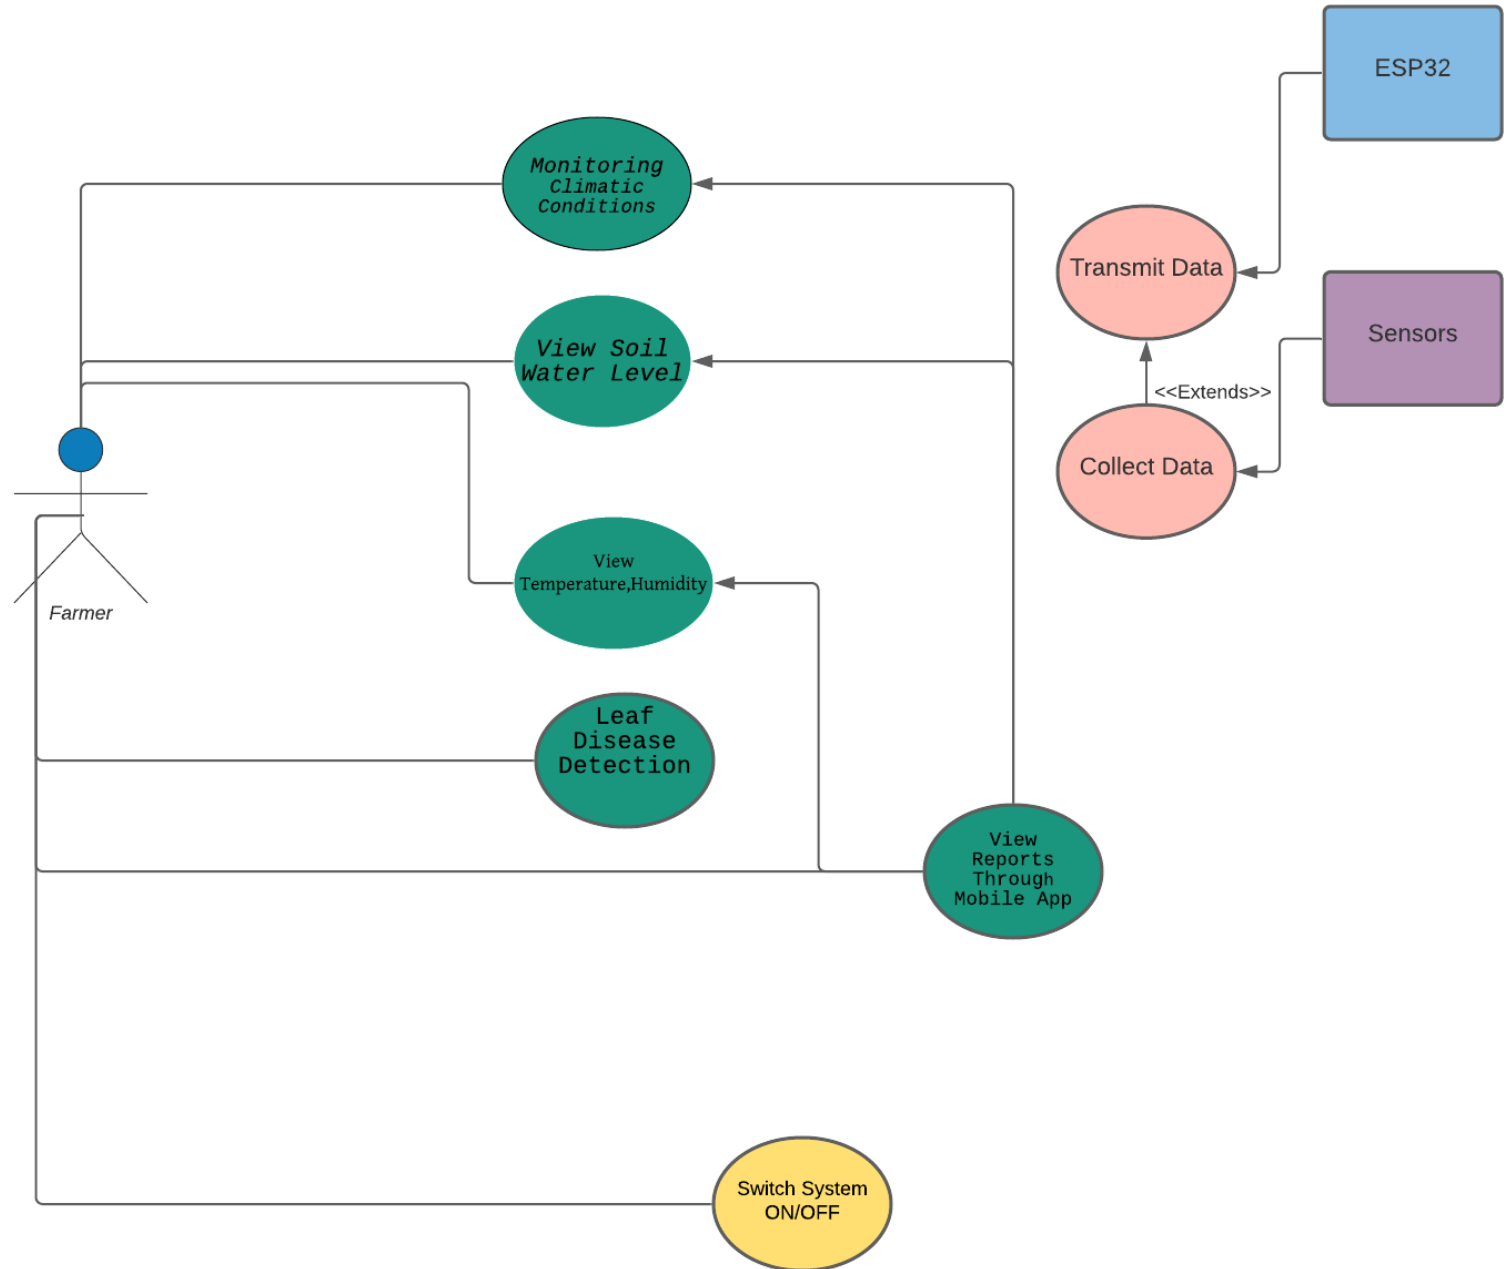 ESP32
Monitoring
Climatic
Conditions
Transmit Data
Sensors
View Soil
Water Level
<<Extends>>
Collect Data
View
Temperature,Humidity
Farmer
Leaf
Disease
Detection
View
Reports
Through
Mobile App
Switch System
ON/OFF